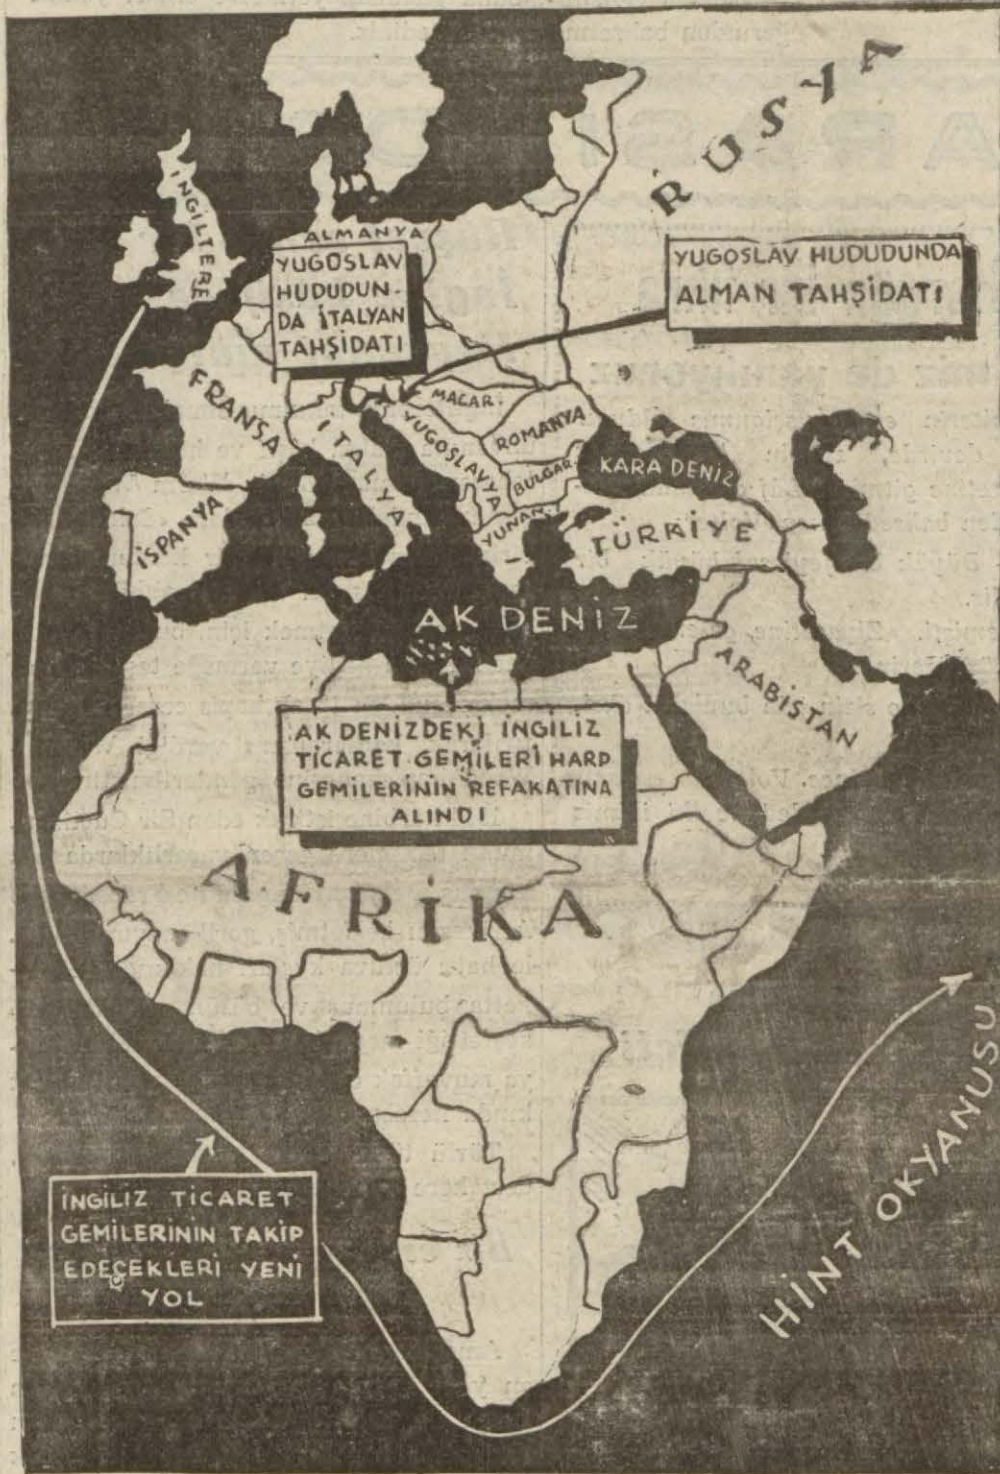 RUSYA
İNGİLTERE
ALMANYA
YUGOSLAV
HUDUDUN-
DA İTALYAN
TAHŞİDATI
YUGOSLAV HUDUDUNDA
ALMAN TAHŞİDATI
FRANSA
İTALYA
MACAR.
ROMANYA
YUGOSLAVYA
BULGAR.
KARA DENİZ
İSPANYA
YUNAN.
TÜRKİYE
AK DENİZ
ARABİSTAN
AK DENİZDEKİ İNGİLİZ
TİCARET GEMİLERİ HARP
GEMİLERİNİN REFAKATINA
ALINDI
AFRİKA
İNGİLİZ TİCARET
GEMİLERİNİN TAKİP
EDEÇEKLERİ YENİ
YOL
HİNT OKYANUSU